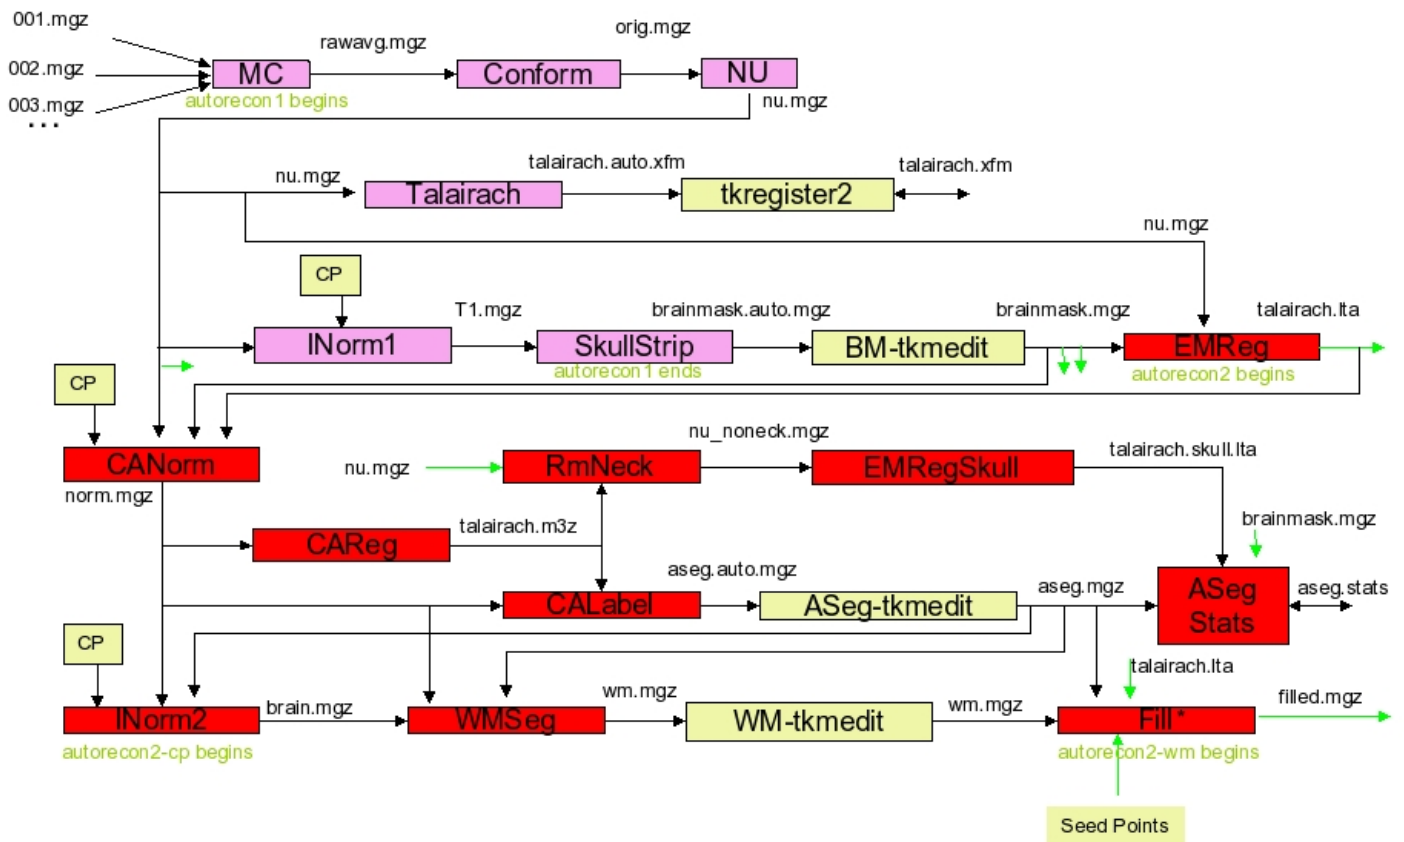 001.mgz
002.mgz
003.mgz
...
MC
autorecon1 begins
rawavg.mgz
Conform
orig.mgz
NU
nu.mgz
nu.mgz
Talairach
talairach.auto.xfm
tkregister2
talairach.xfm
nu.mgz
CP
INorm1
T1.mgz
SkullStrip
autorecon1 ends
brainmask.auto.mgz
BM-tkmedit
brainmask.mgz
EMReg
autorecon2 begins
talairach.lta
CP
CANorm
norm.mgz
nu.mgz
RmNeck
nu_noneck.mgz
EMRegSkull
talairach.skull.lta
brainmask.mgz
CAReg
talairach.m3z
CALabel
aseg.auto.mgz
ASeg-tkmedit
aseg.mgz
ASeg
Stats
aseg.stats
CP
INorm2
autorecon2-cp begins
brain.mgz
WMSeg
wm.mgz
WM-tkmedit
wm.mgz
talairach.lta
Fill*
autorecon2-wm begins
filled.mgz
Seed Points